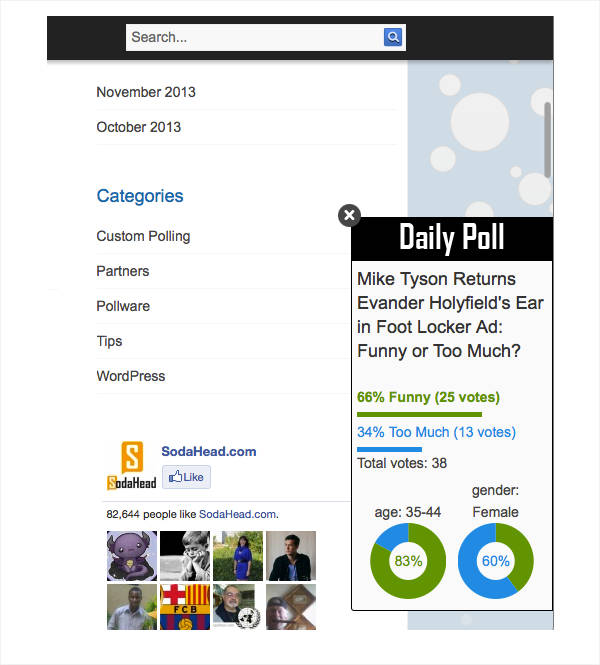 Search...
November 2013
October 2013
Categories
Custom Polling
Partners
Pollware
Tips
WordPress
S
SodaHead
SodaHead.com
Like
82,644 people like SodaHead.com.
FCB
Daily Poll
Mike Tyson Returns
Evander Holyfield's Ear
in Foot Locker Ad:
Funny or Too Much?
66% Funny (25 votes)
34% Too Much (13 votes)
Total votes: 38
age: 35-44
83%
gender:
Female
60%